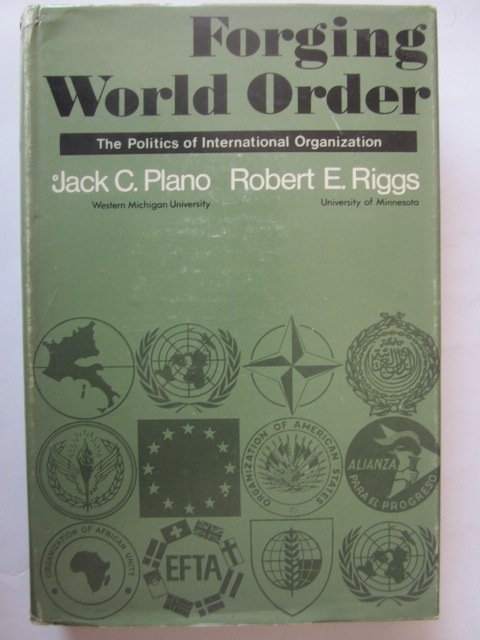 Forging
World Order
The Politics of International Organization
Jack C. Plano Robert E. Riggs
Western Michigan University University of Minnesota
ORGANIZATION OF AMERICAN STATES
ALIANZA
PARA EL PROGRESO
ORGANISATION OF AFRICAN UNITY
EFTA